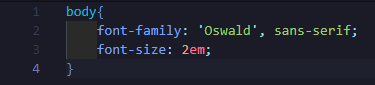 1 body{
2     font-family: 'Oswald', sans-serif;
3     font-size: 2em;
4 }